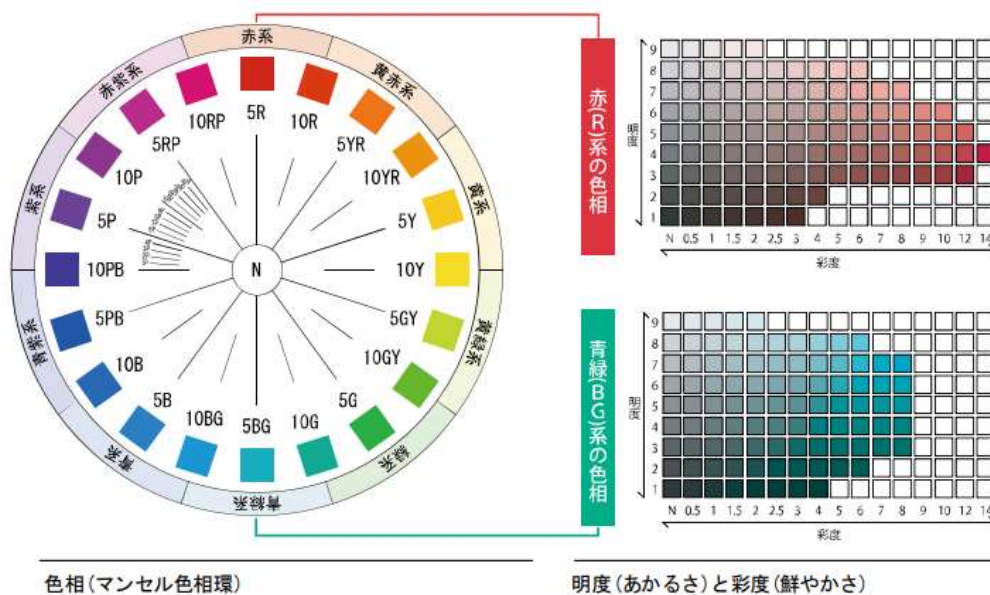 赤系
黄赤系
黄系
黄緑系
緑系
青緑系
青系
青紫系
紫系
赤紫系
5R
10R
5YR
10YR
5Y
10Y
5GY
10GY
5G
10G
5BG
10BG
5B
10B
5PB
10PB
5P
10P
5RP
10RP
N
赤(R)系の色相
明度
9
8
7
6
5
4
3
2
1
N 0.5 1 1.5 2 2.5 3 4 5 6 7 8 9 10 12 14
彩度
青緑(BG)系の色相
明度
9
8
7
6
5
4
3
2
1
N 0.5 1 1.5 2 2.5 3 4 5 6 7 8 9 10 12 14
彩度
色相(マンセル色相環)
明度(あかるさ)と彩度(鮮やかさ)